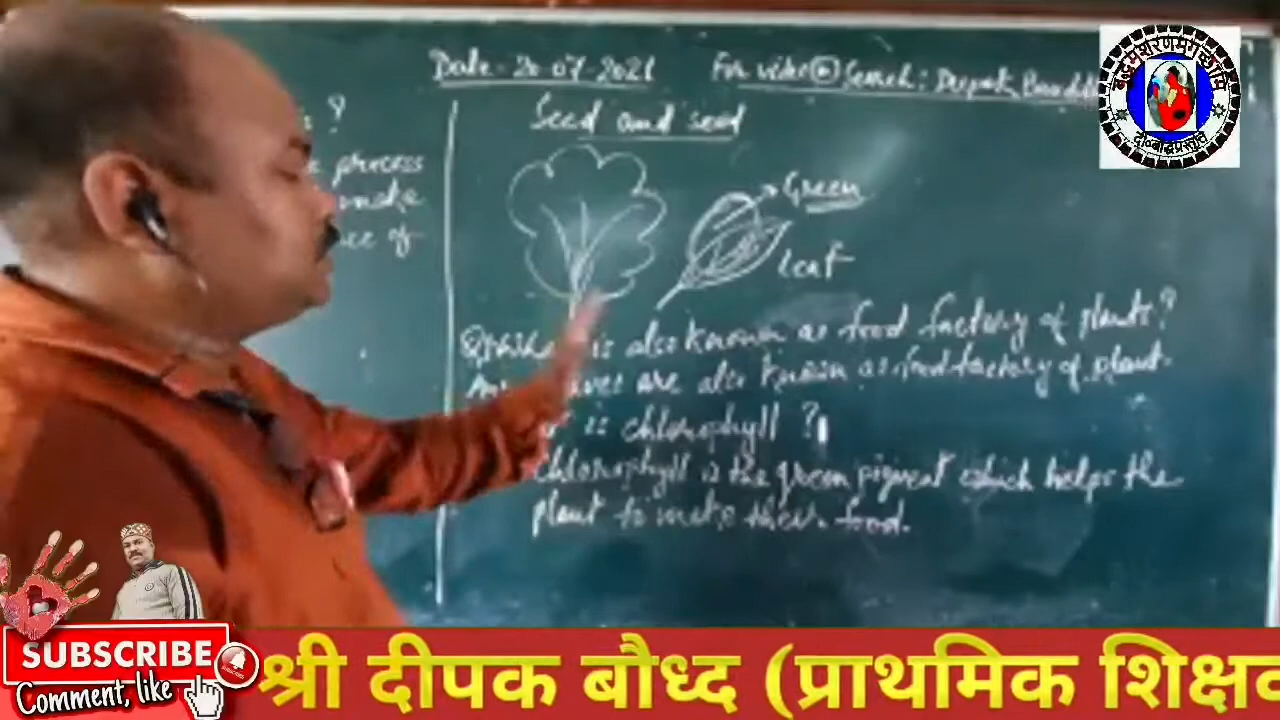 Date - 20-07-2021
For video Search: Deepak
?
process
make
of
Seed and seed
Green
leaf
is also known as food factory of plants?
are also known as food factory of plant.
is chlorophyll ?
chlorophyll is the green pigment which helps the
plant to make their food.
SUBSCRIBE
Comment, like
श्री दीपक बौध्द (प्राथमिक शिक्षक